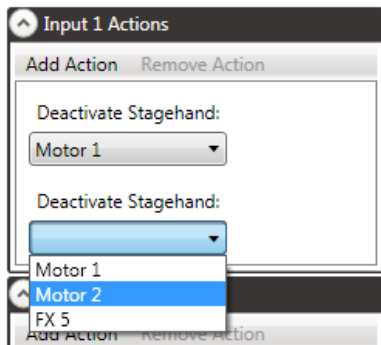 Input 1 Actions
Add Action Remove Action
Deactivate Stagehand:
Motor 1
Deactivate Stagehand:
Motor 1
Motor 2
FX 5
Add Action Remove Action